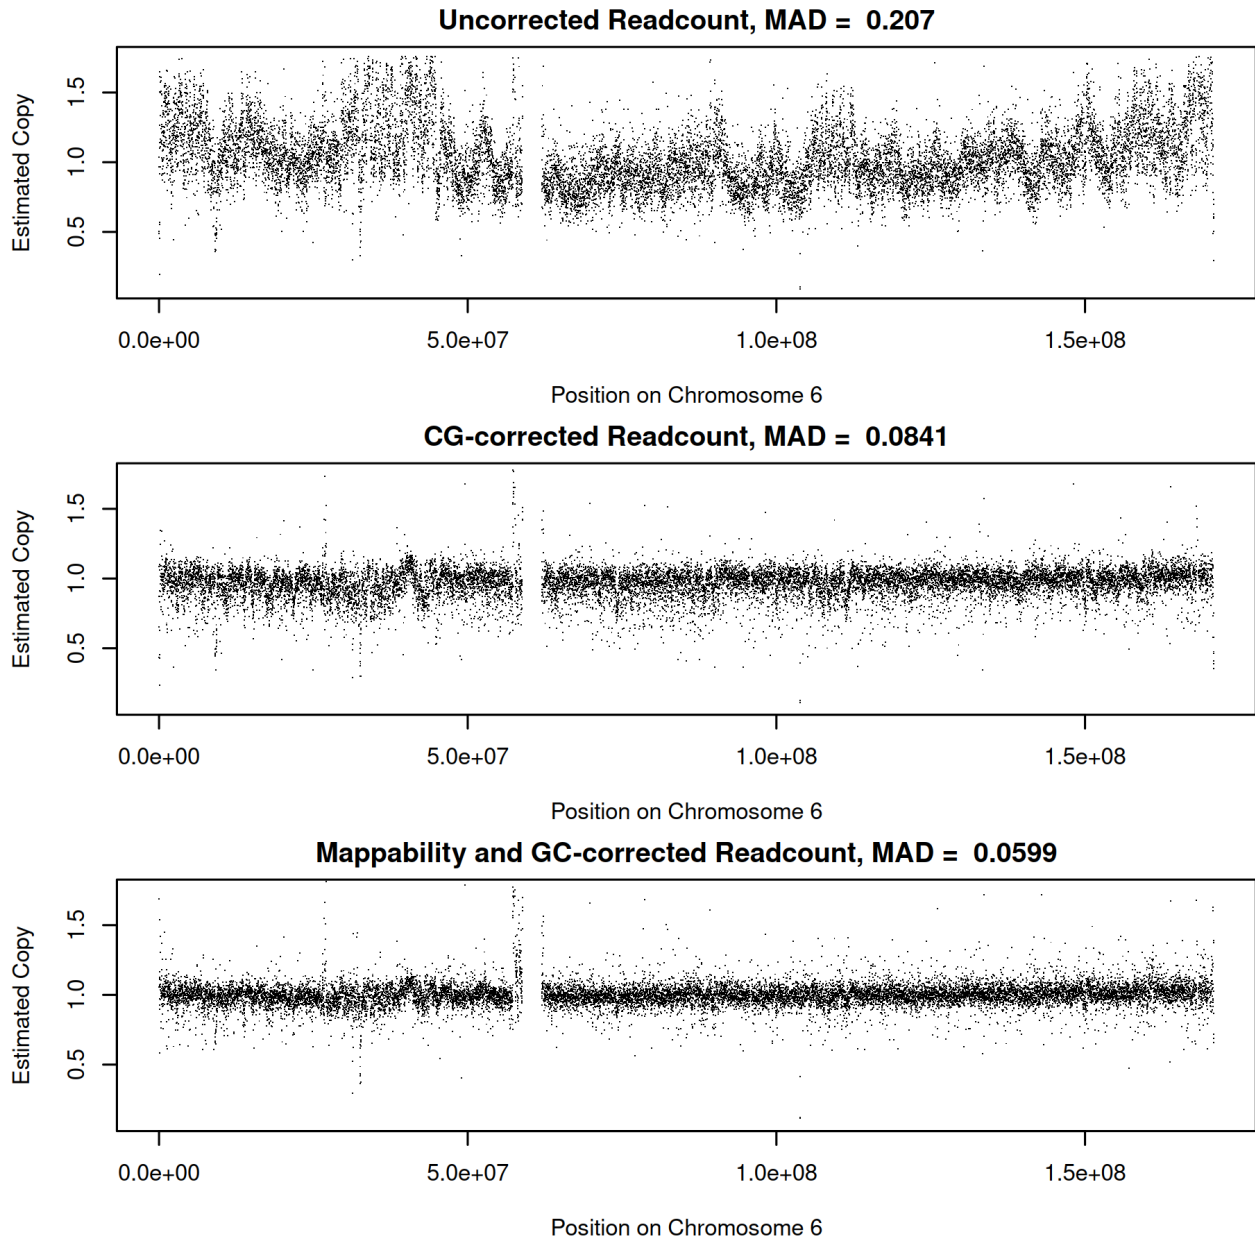 Uncorrected Readcount, MAD =  0.207
Estimated Copy
1.5
1.0
0.5
0.0e+00 5.0e+07 1.0e+08 1.5e+08
Position on Chromosome 6
CG-corrected Readcount, MAD =  0.0841
Estimated Copy
1.5
1.0
0.5
0.0e+00 5.0e+07 1.0e+08 1.5e+08
Position on Chromosome 6
Mappability and GC-corrected Readcount, MAD =  0.0599
Estimated Copy
1.5
1.0
0.5
0.0e+00 5.0e+07 1.0e+08 1.5e+08
Position on Chromosome 6